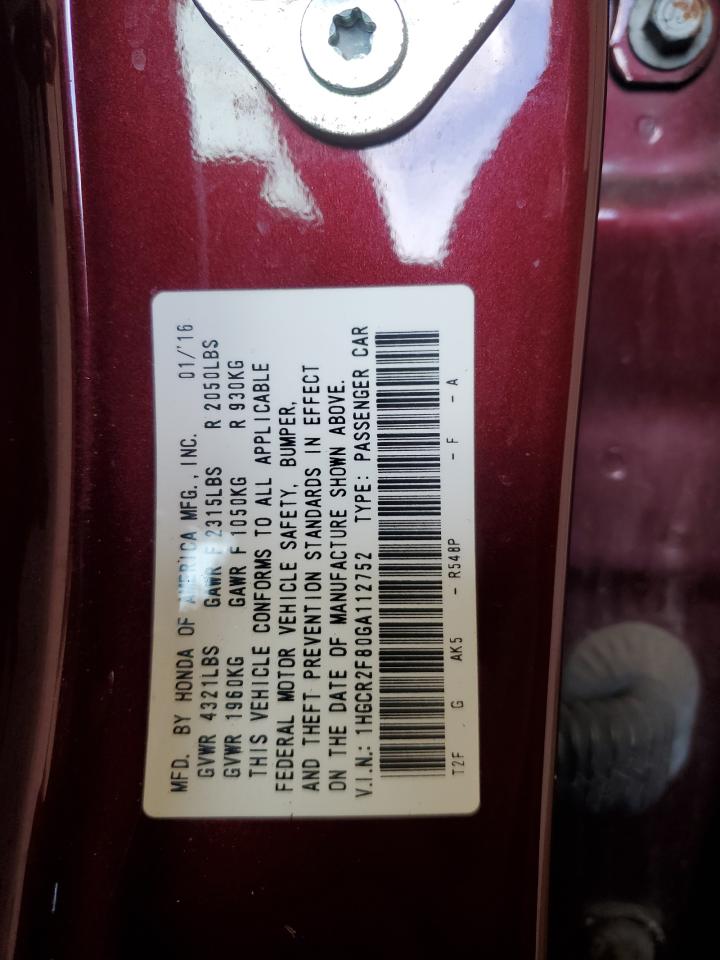 MFD. BY HONDA OF AMERICA MFG., INC. 01/'16
GVWR 4321LBS GAWR F 2315LBS R 2050LBS
GVWR 1960KG GAWR F 1050KG R 930KG
THIS VEHICLE CONFORMS TO ALL APPLICABLE
FEDERAL MOTOR VEHICLE SAFETY, BUMPER,
AND THEFT PREVENTION STANDARDS IN EFFECT
ON THE DATE OF MANUFACTURE SHOWN ABOVE.
V.I.N.: 1HGCR2F80GA112752 TYPE: PASSENGER CAR
T2F G AK5 - R548P - F - A